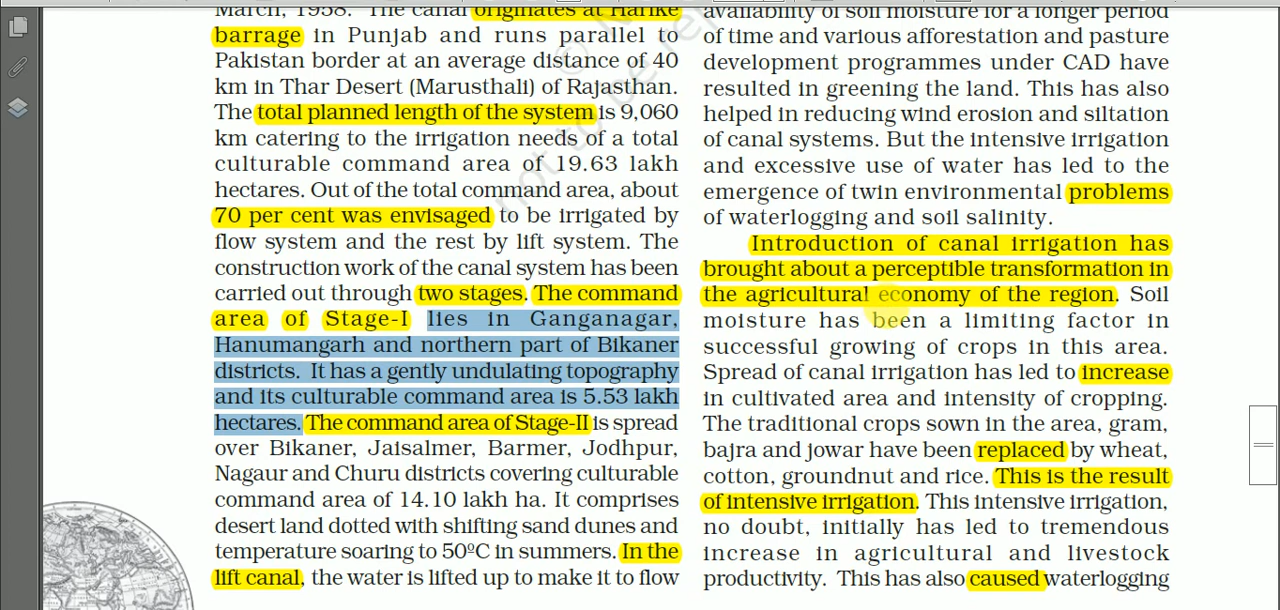 March, 1958. The canal originates at Harike
barrage in Punjab and runs parallel to
Pakistan border at an average distance of 40
km in Thar Desert (Marusthali) of Rajasthan.
The total planned length of the system is 9,060
km catering to the irrigation needs of a total
culturable command area of 19.63 lakh
hectares. Out of the total command area, about
70 per cent was envisaged to be irrigated by
flow system and the rest by lift system. The
construction work of the canal system has been
carried out through two stages. The command
area of Stage-I lies in Ganganagar,
Hanumangarh and northern part of Bikaner
districts. It has a gently undulating topography
and its culturable command area is 5.53 lakh
hectares. The command area of Stage-II is spread
over Bikaner, Jaisalmer, Barmer, Jodhpur,
Nagaur and Churu districts covering culturable
command area of 14.10 lakh ha. It comprises
desert land dotted with shifting sand dunes and
temperature soaring to 50ºC in summers. In the
lift canal, the water is lifted up to make it to flow
availability of soil moisture for a longer period
of time and various afforestation and pasture
development programmes under CAD have
resulted in greening the land. This has also
helped in reducing wind erosion and siltation
of canal systems. But the intensive irrigation
and excessive use of water has led to the
emergence of twin environmental problems
of waterlogging and soil salinity.
Introduction of canal irrigation has
brought about a perceptible transformation in
the agricultural economy of the region. Soil
moisture has been a limiting factor in
successful growing of crops in this area.
Spread of canal irrigation has led to increase
in cultivated area and intensity of cropping.
The traditional crops sown in the area, gram,
bajra and jowar have been replaced by wheat,
cotton, groundnut and rice. This is the result
of intensive irrigation. This intensive irrigation,
no doubt, initially has led to tremendous
increase in agricultural and livestock
productivity. This has also caused waterlogging
© not to be re